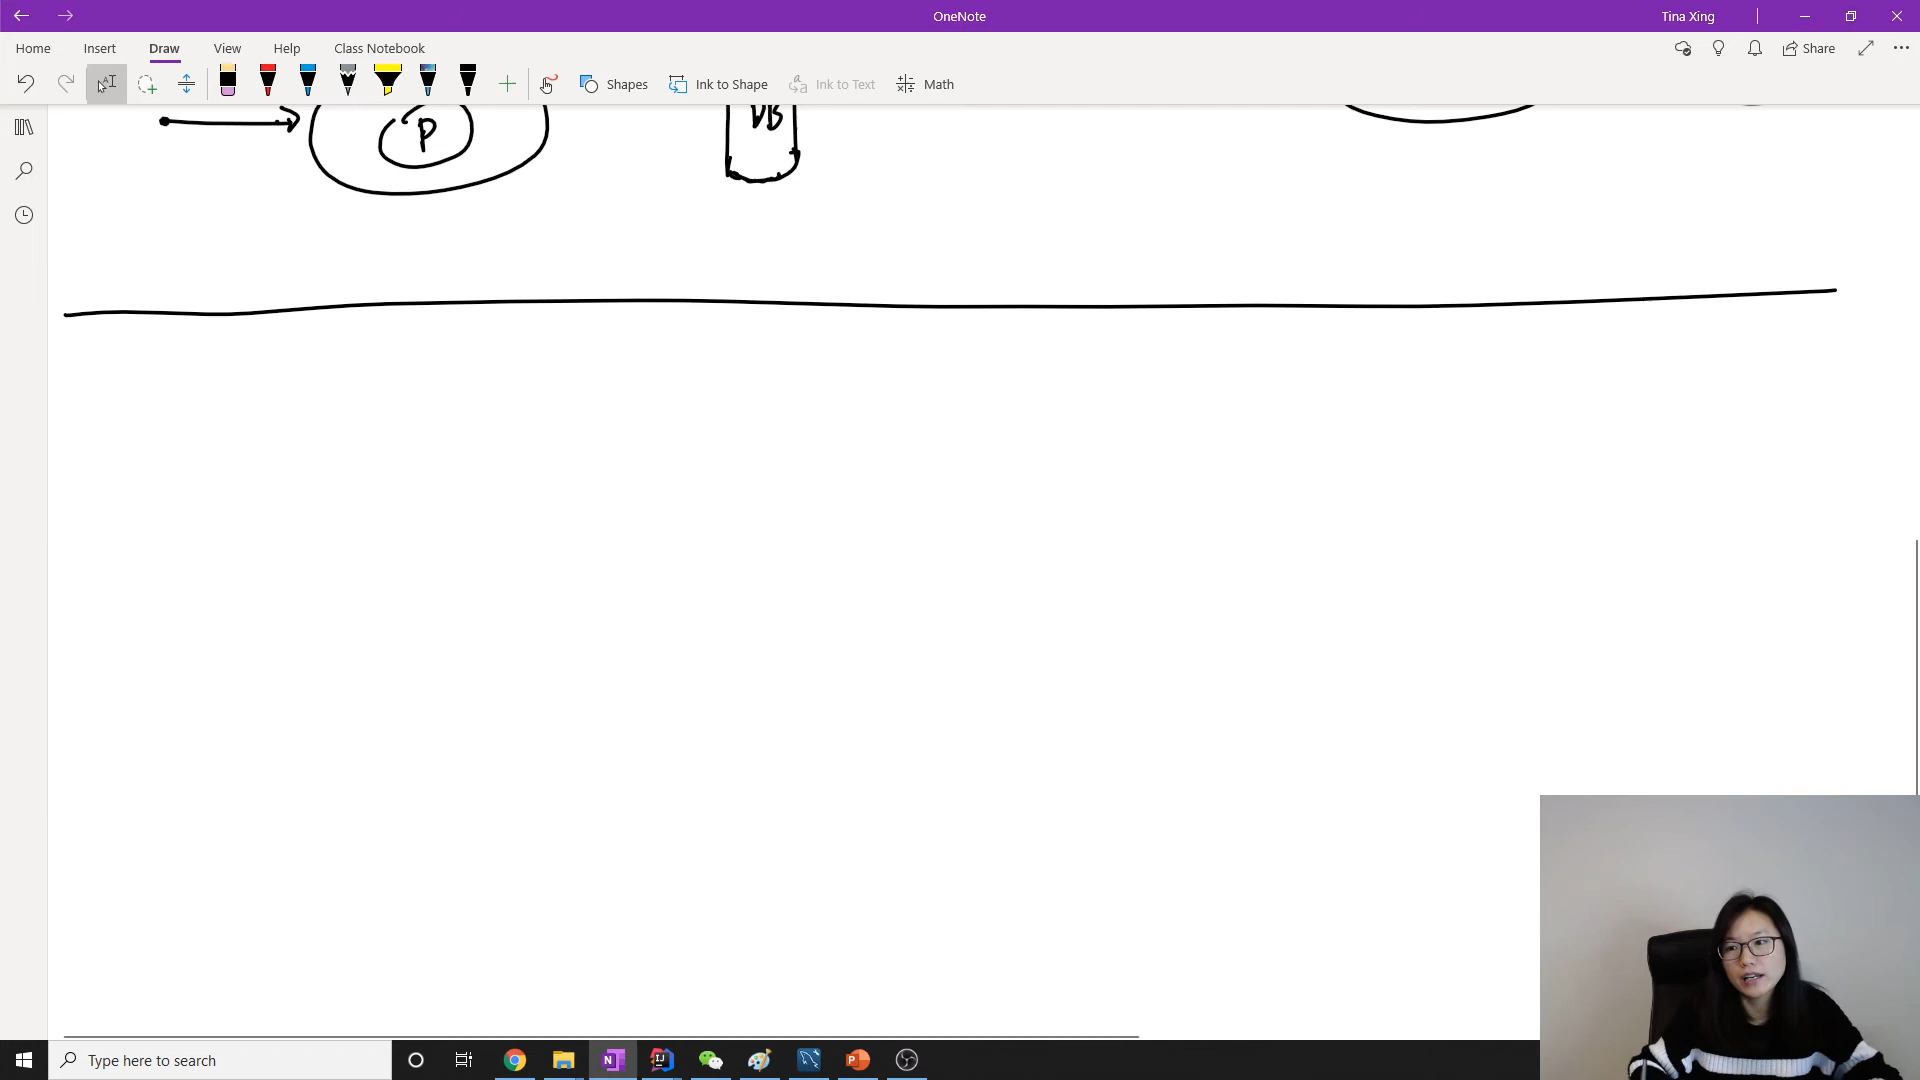 OneNote
Tina Xing
Home Insert Draw View Help Class Notebook
Share
Shapes Ink to Shape Ink to Text Math
P
DB
Type here to search